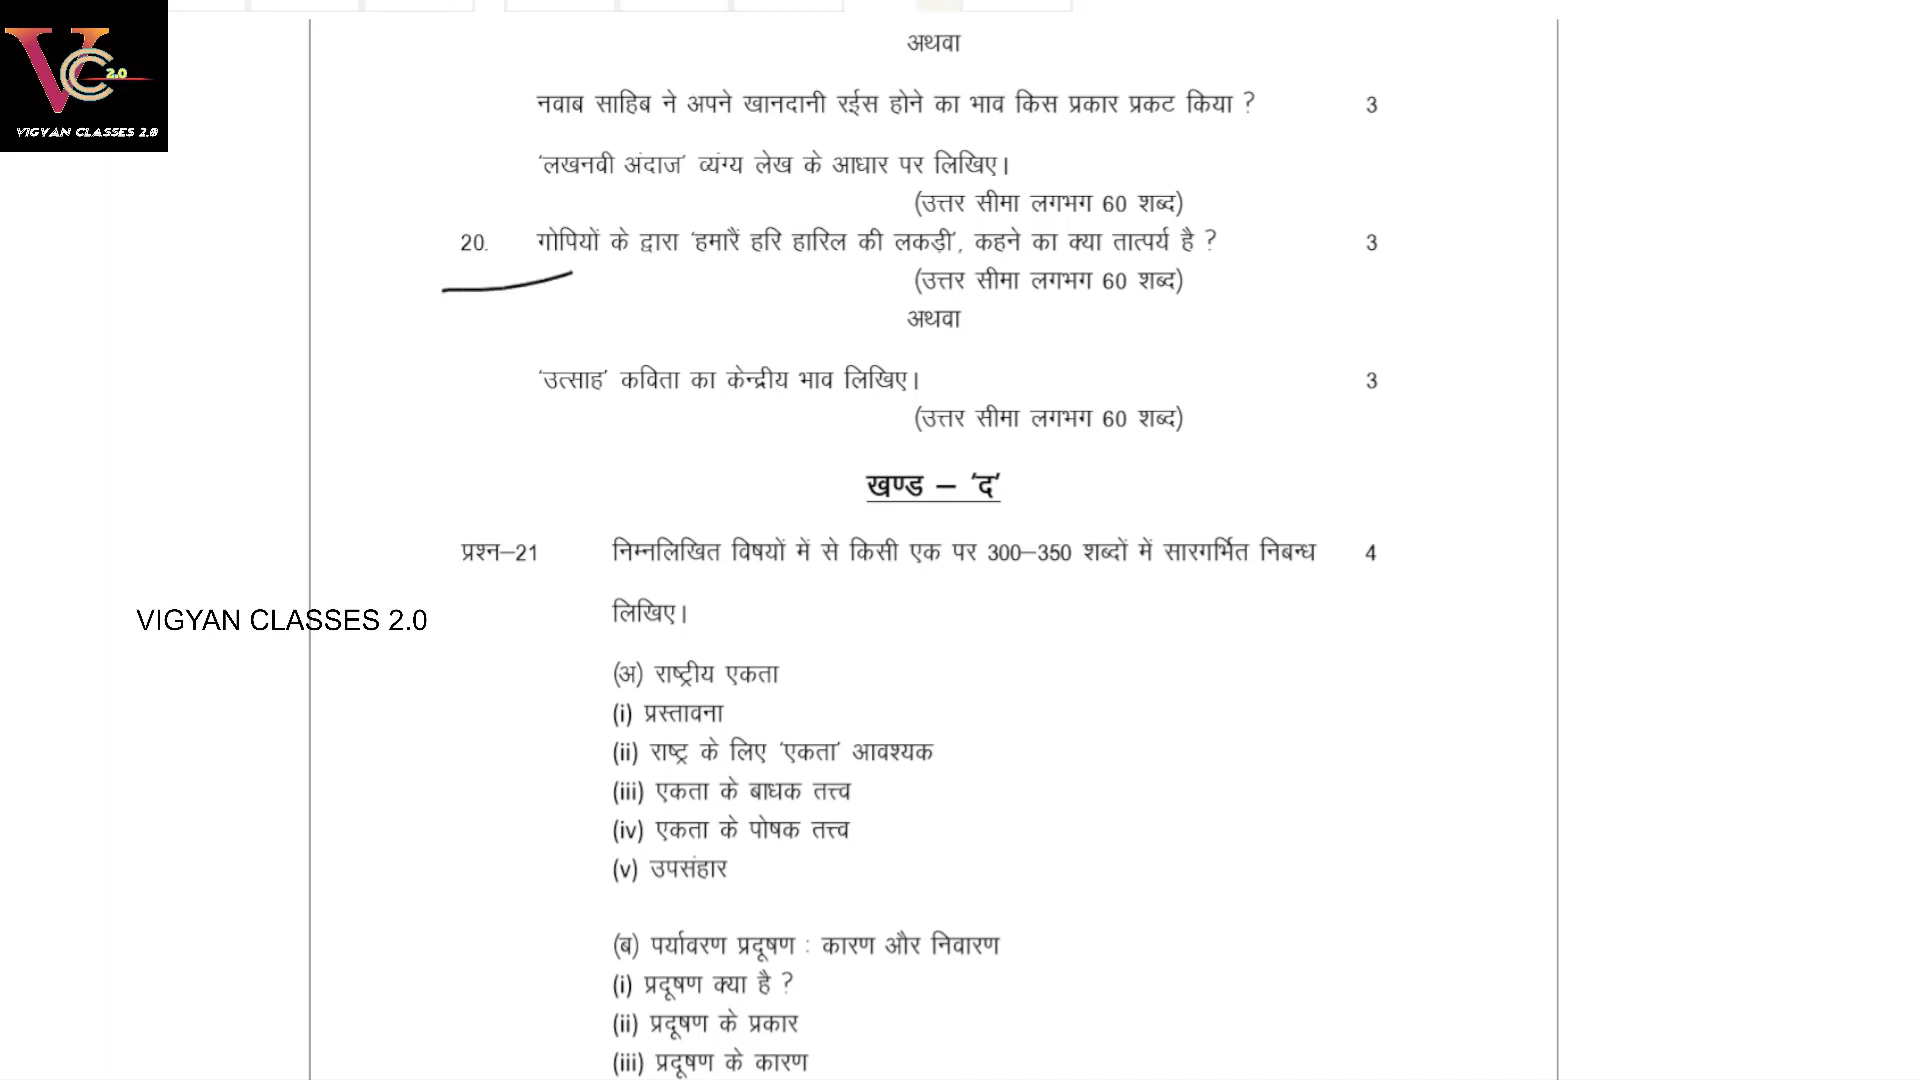 VC 2.0
VIGYAN CLASSES 2.0
अथवा
नवाब साहिब ने अपने खानदानी रईस होने का भाव किस प्रकार प्रकट किया ? 3
‘लखनवी अंदाज’ व्यंग्य लेख के आधार पर लिखिए।
(उत्तर सीमा लगभग 60 शब्द)
20. गोपियों के द्वारा ‘हमारैं हरि हारिल की लकड़ी’, कहने का क्या तात्पर्य है ? 3
(उत्तर सीमा लगभग 60 शब्द)
अथवा
‘उत्साह’ कविता का केन्द्रीय भाव लिखिए। 3
(उत्तर सीमा लगभग 60 शब्द)
खण्ड – ‘द’
प्रश्न–21 निम्नलिखित विषयों में से किसी एक पर 300–350 शब्दों में सारगर्भित निबन्ध 4
लिखिए।
VIGYAN CLASSES 2.0
(अ) राष्ट्रीय एकता
(i) प्रस्तावना
(ii) राष्ट्र के लिए ‘एकता’ आवश्यक
(iii) एकता के बाधक तत्त्व
(iv) एकता के पोषक तत्त्व
(v) उपसंहार
(ब) पर्यावरण प्रदूषण : कारण और निवारण
(i) प्रदूषण क्या है ?
(ii) प्रदूषण के प्रकार
(iii) प्रदूषण के कारण